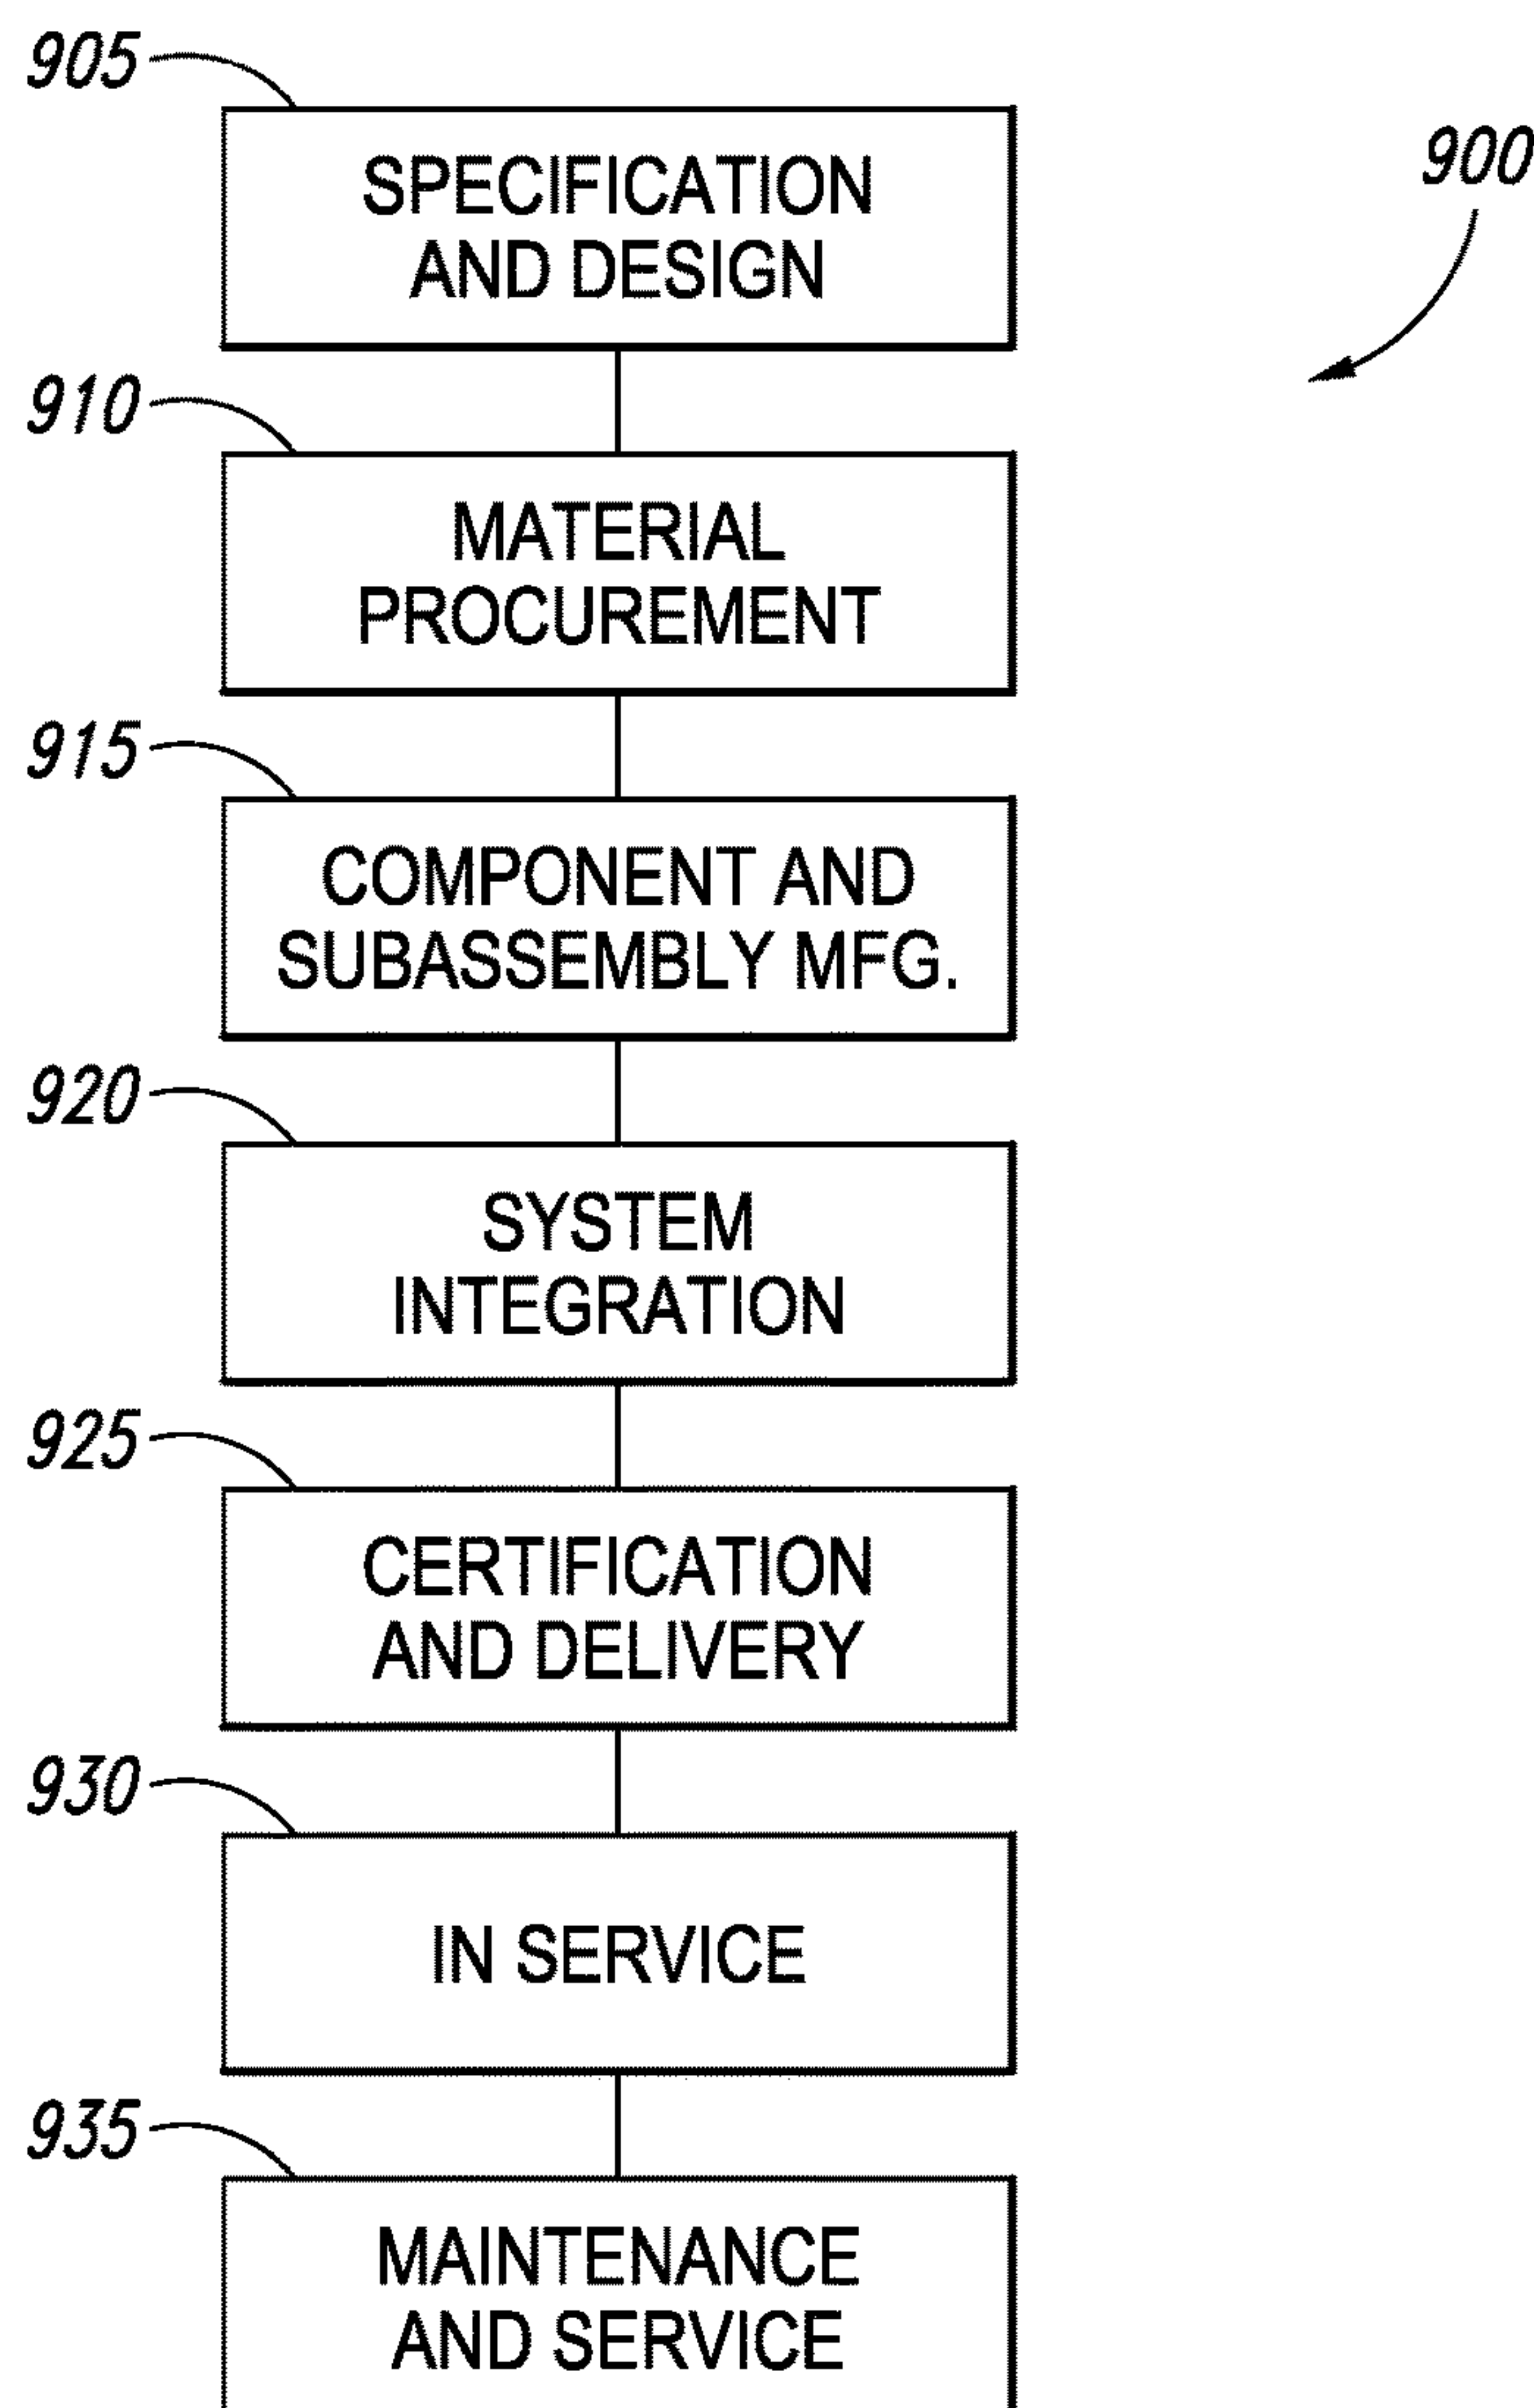 905
SPECIFICATION
AND DESIGN
900
910
MATERIAL
PROCUREMENT
915
COMPONENT AND
SUBASSEMBLY MFG.
920
SYSTEM
INTEGRATION
925
CERTIFICATION
AND DELIVERY
930
IN SERVICE
935
MAINTENANCE
AND SERVICE